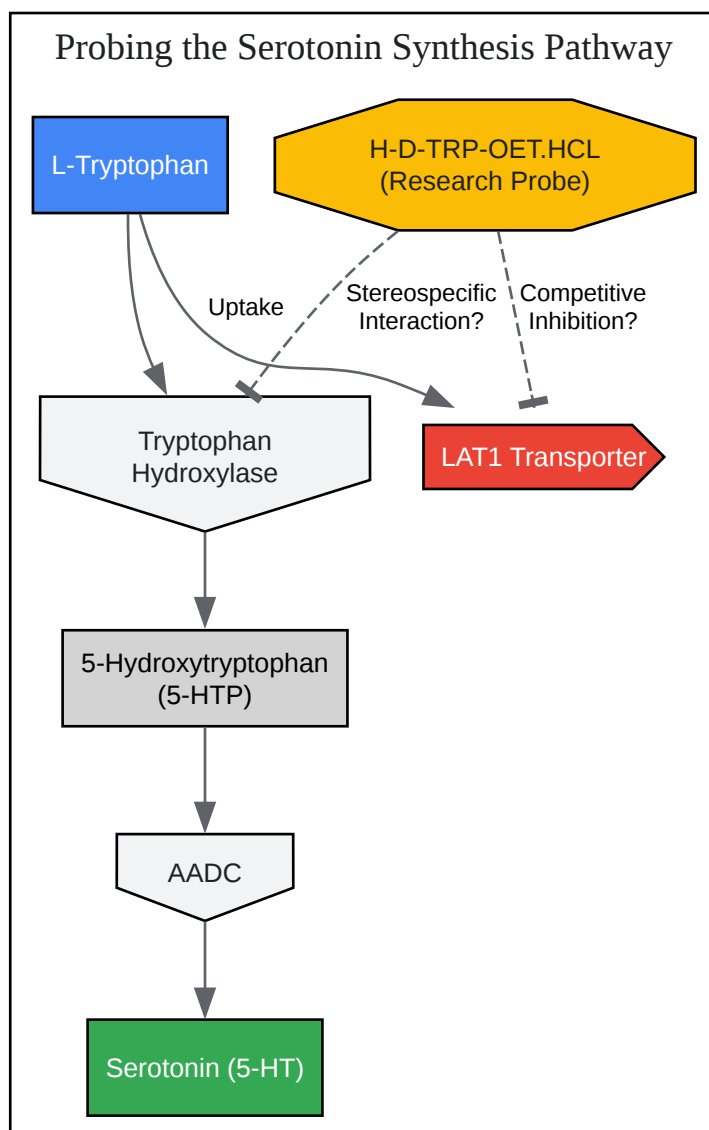 Probing the Serotonin Synthesis Pathway
L-Tryptophan
H-D-TRP-OET.HCL
(Research Probe)
Uptake
Stereospecific
Interaction?
Competitive
Inhibition?
Tryptophan
Hydroxylase
LAT1 Transporter
5-Hydroxytryptophan
(5-HTP)
AADC
Serotonin (5-HT)